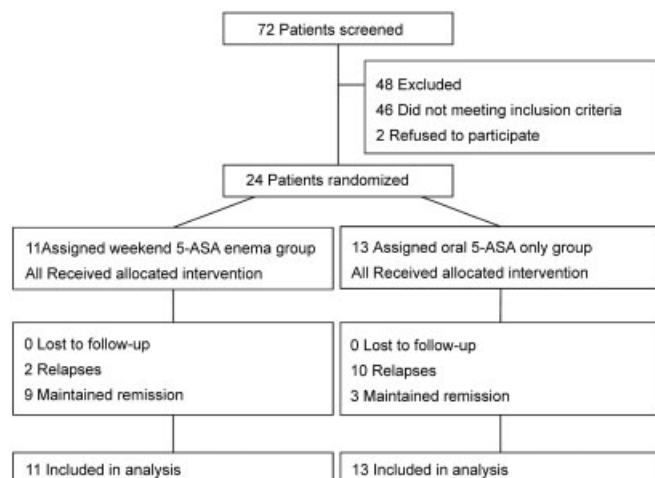 72 Patients screened
48 Excluded
46 Did not meeting inclusion criteria
2 Refused to participate
24 Patients randomized
11Assigned weekend 5-ASA enema group
All Received allocated intervention
13 Assigned oral 5-ASA only group
All Received allocated intervention
0 Lost to follow-up
2 Relapses
9 Maintained remission
0 Lost to follow-up
10 Relapses
3 Maintained remission
11 Included in analysis
13 Included in analysis